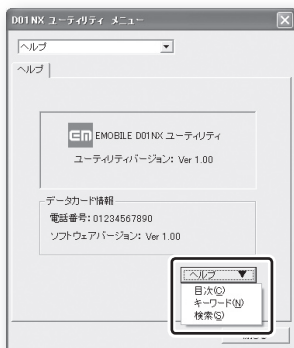 D01NX ユーティリティ メニュー
ヘルプ
ヘルプ
EMOBILE D01NX ユーティリティ
ユーティリティバージョン: Ver 1.00
データカード情報
電話番号: 01234567890
ソフトウェアバージョン: Ver 1.00
ヘルプ
目次(C)
キーワード(N)
検索(S)